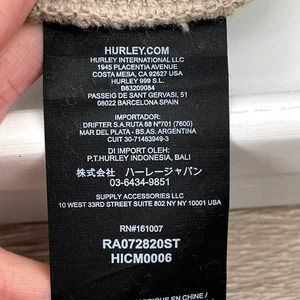 HURLEY.COM
HURLEY INTERNATIONAL LLC
1945 PLACENTIA AVENUE
COSTA MESA, CA 92627 USA
HURLEY 999 S.L.
B63209084
PASSEIG DE SANT GERVASI, 51
08022 BARCELONA SPAIN
IMPORTADOR:
DRIFTER S.A.RUTA 88 Nº701 (7600)
MAR DEL PLATA - BS.AS. ARGENTINA
CUIT 30-71465949-3
DI IMPORT OLEH:
P.T.HURLEY INDONESIA, BALI
株式会社 ハーレージャパン
03-6434-9851
SUPPLY ACCESSORIES LLC
10 WEST 33RD STREET SUITE 802 NY NY 10001 USA
RN#161007
RA072820ST
HICM0006
EN CHINE /